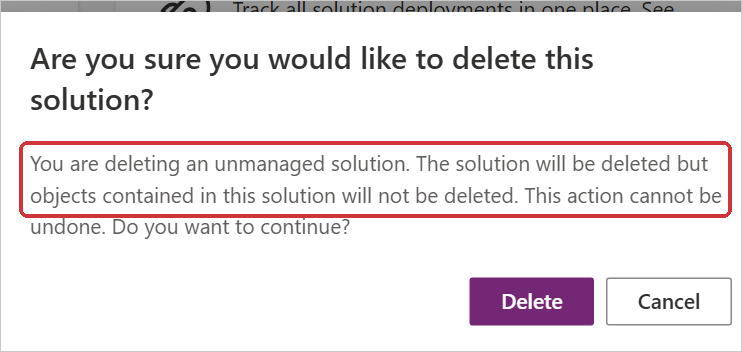 Track all solution deployments in one place. See
Are you sure you would like to delete this
solution?
You are deleting an unmanaged solution. The solution will be deleted but
objects contained in this solution will not be deleted. This action cannot be
undone. Do you want to continue?
Delete
Cancel